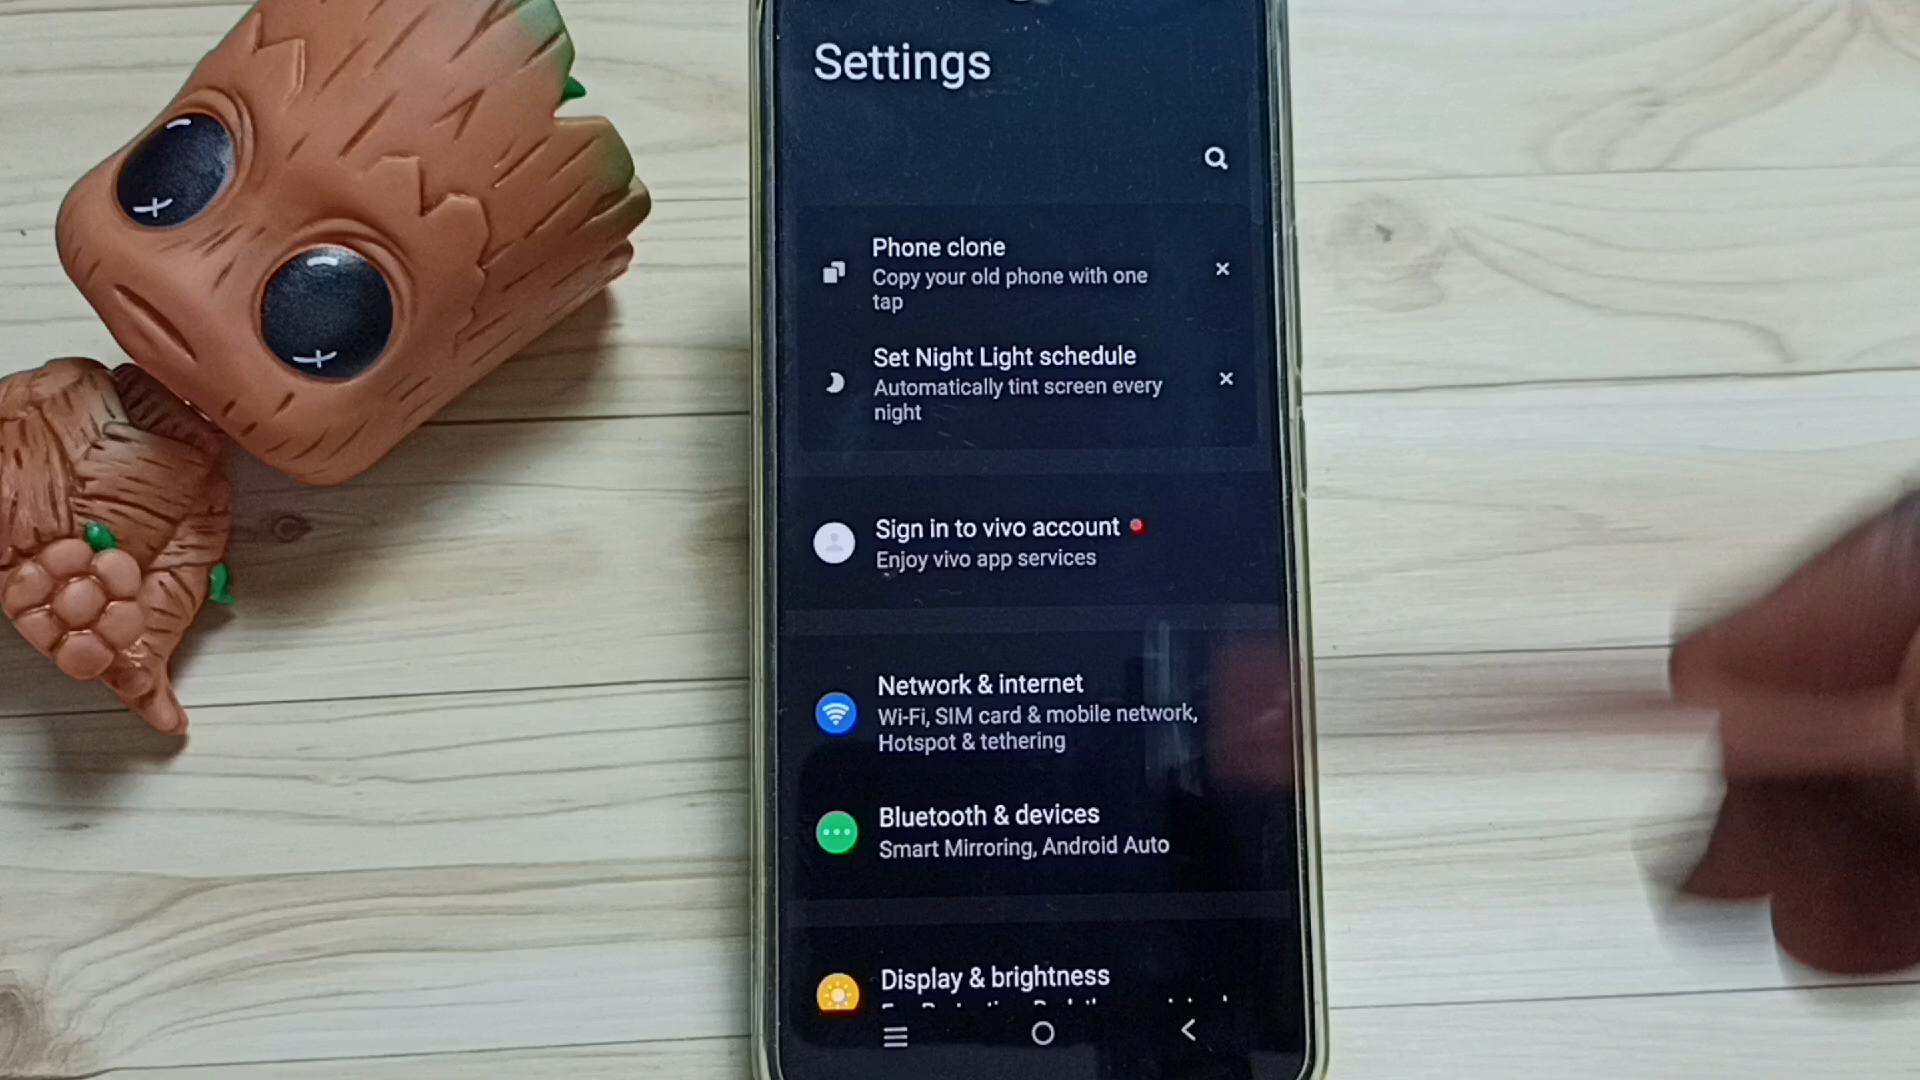 Settings
Phone clone
Copy your old phone with one
tap
Set Night Light schedule
Automatically tint screen every
night
Sign in to vivo account
Enjoy vivo app services
Network & internet
Wi-Fi, SIM card & mobile network,
Hotspot & tethering
Bluetooth & devices
Smart Mirroring, Android Auto
Display & brightness